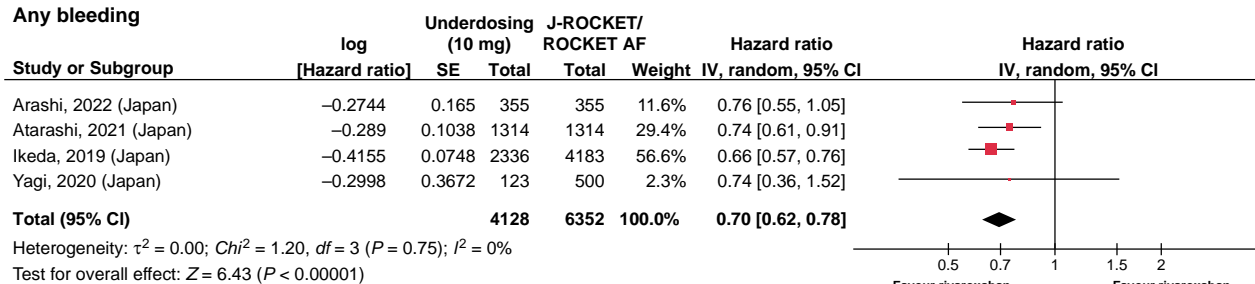 Any bleeding
Underdosing J-ROCKET/
log (10 mg) ROCKET AF Hazard ratio Hazard ratio
Study or Subgroup [Hazard ratio] SE Total Total Weight IV, random, 95% CI IV, random, 95% CI
Arashi, 2022 (Japan) –0.2744 0.165 355 355 11.6% 0.76 [0.55, 1.05]
Atarashi, 2021 (Japan) –0.289 0.1038 1314 1314 29.4% 0.74 [0.61, 0.91]
Ikeda, 2019 (Japan) –0.4155 0.0748 2336 4183 56.6% 0.66 [0.57, 0.76]
Yagi, 2020 (Japan) –0.2998 0.3672 123 500 2.3% 0.74 [0.36, 1.52]
Total (95% CI) 4128 6352 100.0% 0.70 [0.62, 0.78]
Heterogeneity: τ² = 0.00; Chi² = 1.20, df = 3 (P = 0.75); I² = 0%
Test for overall effect: Z = 6.43 (P < 0.00001)
0.5 0.7 1 1.5 2